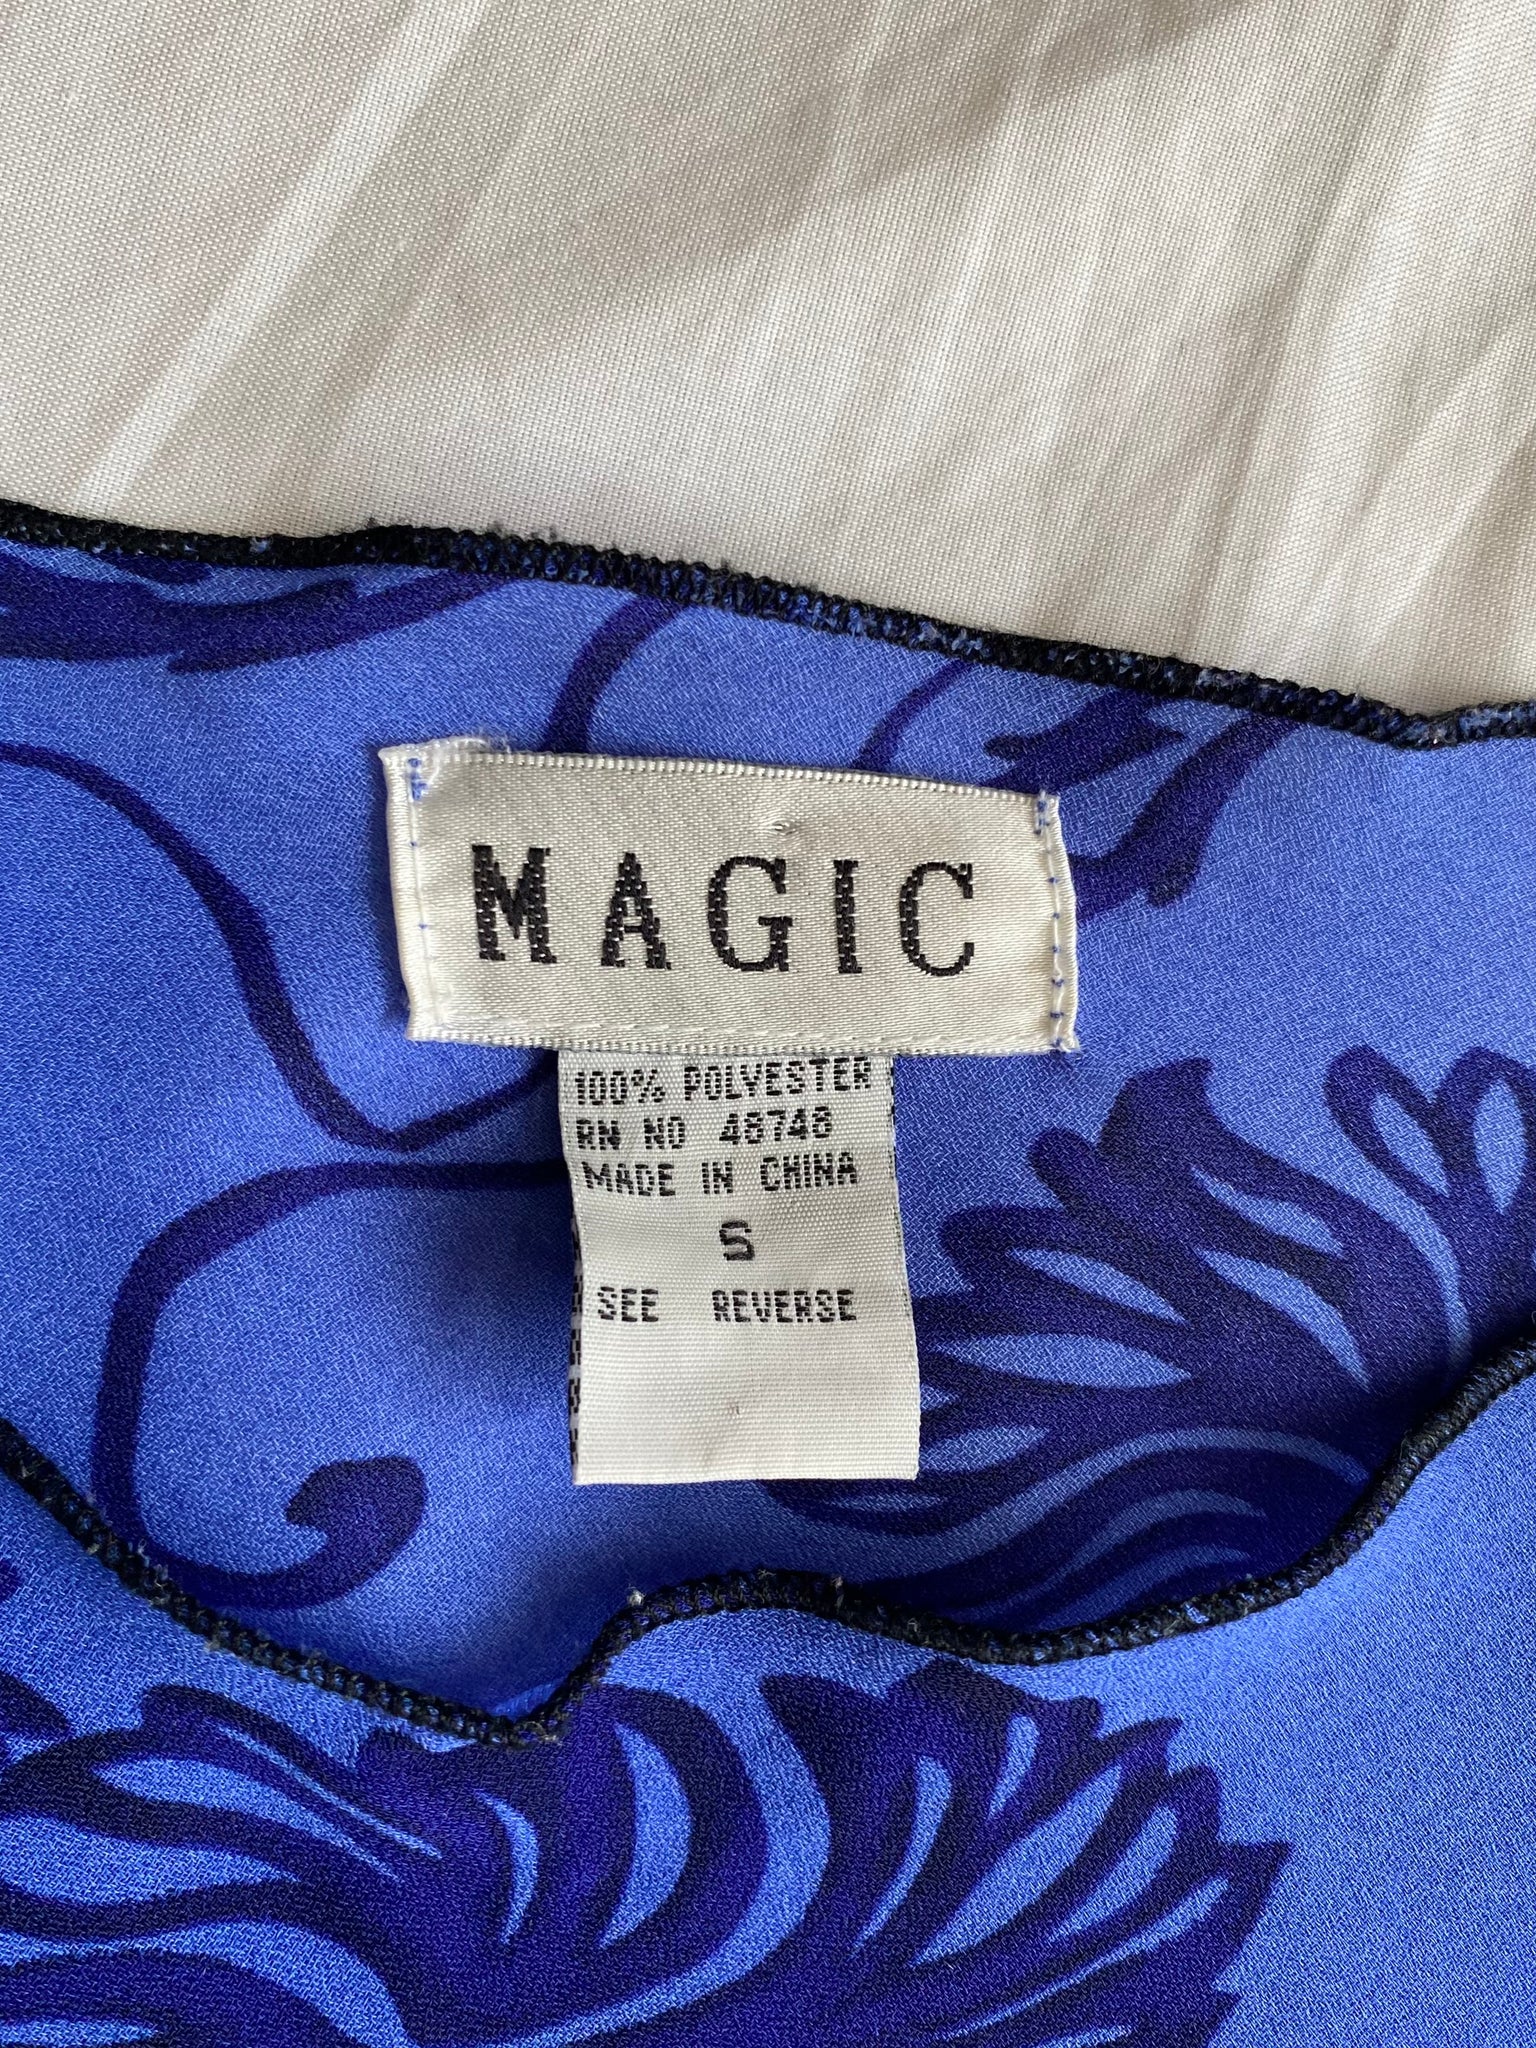 MAGIC
100% POLYESTER
RN NO 48748
MADE IN CHINA
S
SEE REVERSE